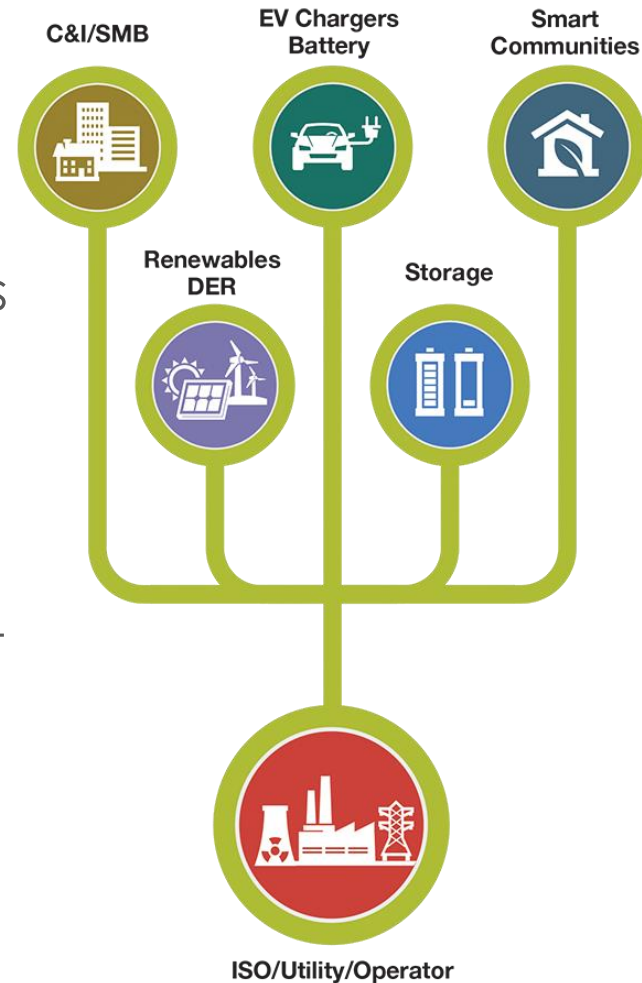 C&I/SMB
EV Chargers
Battery
Smart
Communities
Renewables
DER
Storage
S
ISO/Utility/Operator